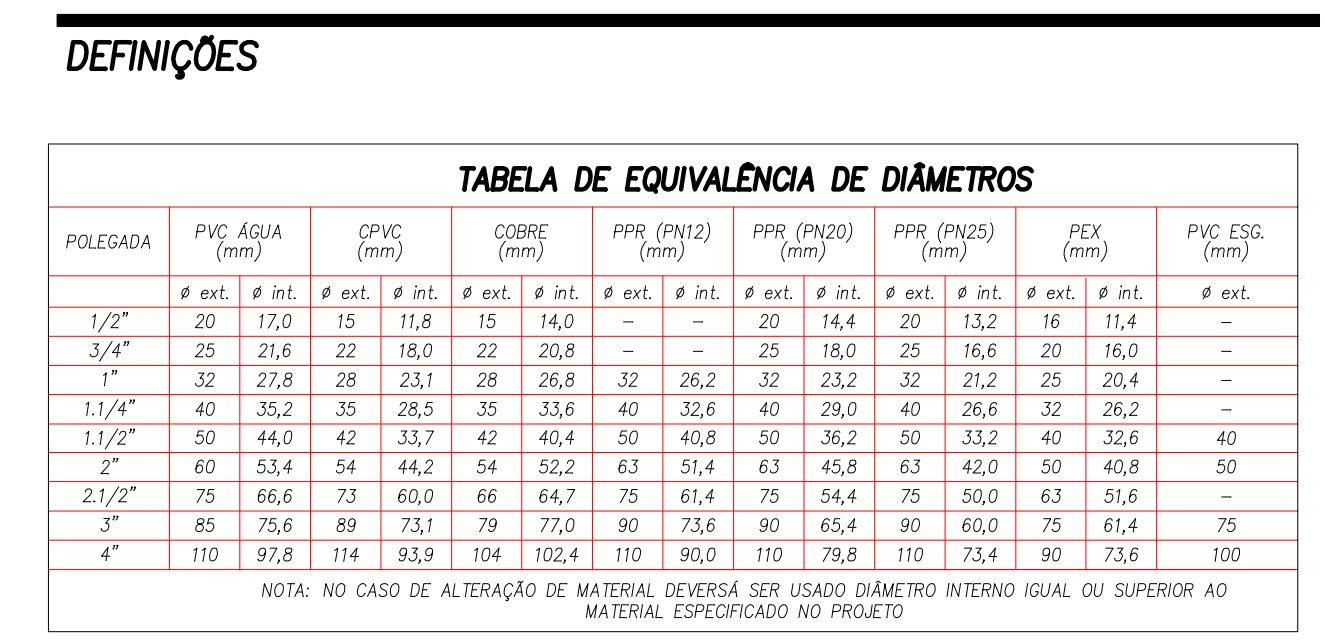 DEFINIÇÕES
TABELA DE EQUIVALÊNCIA DE DIÂMETROS
POLEGADA PVC ÁGUA (mm) CPVC (mm) COBRE (mm) PPR (PN12) (mm) PPR (PN20) (mm) PPR (PN25) (mm) PEX (mm) PVC ESG. (mm)
ø ext. ø int. ø ext. ø int. ø ext. ø int. ø ext. ø int. ø ext. ø int. ø ext. ø int. ø ext. ø int. ø ext.
1/2" 20 17,0 15 11,8 15 14,0 – – 20 14,4 20 13,2 16 11,4 –
3/4" 25 21,6 22 18,0 22 20,8 – – 25 18,0 25 16,6 20 16,0 –
1" 32 27,8 28 23,1 28 26,8 32 26,2 32 23,2 32 21,2 25 20,4 –
1.1/4" 40 35,2 35 28,5 35 33,6 40 32,6 40 29,0 40 26,6 32 26,2 –
1.1/2" 50 44,0 42 33,7 42 40,4 50 40,8 50 36,2 50 33,2 40 32,6 40
2" 60 53,4 54 44,2 54 52,2 63 51,4 63 45,8 63 42,0 50 40,8 50
2.1/2" 75 66,6 73 60,0 66 64,7 75 61,4 75 54,4 75 50,0 63 51,6 –
3" 85 75,6 89 73,1 79 77,0 90 73,6 90 65,4 90 60,0 75 61,4 75
4" 110 97,8 114 93,9 104 102,4 110 90,0 110 79,8 110 73,4 90 73,6 100
NOTA: NO CASO DE ALTERAÇÃO DE MATERIAL DEVERSÁ SER USADO DIÂMETRO INTERNO IGUAL OU SUPERIOR AO
MATERIAL ESPECIFICADO NO PROJETO